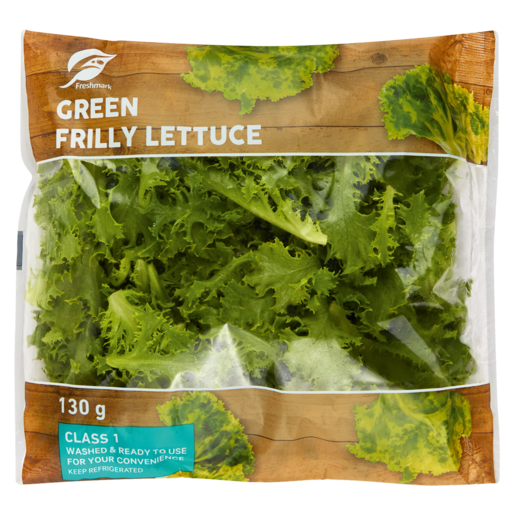 Freshmark
GREEN
FRILLY LETTUCE
130 g
CLASS 1
WASHED & READY TO USE
FOR YOUR CONVENIENCE
KEEP REFRIGERATED